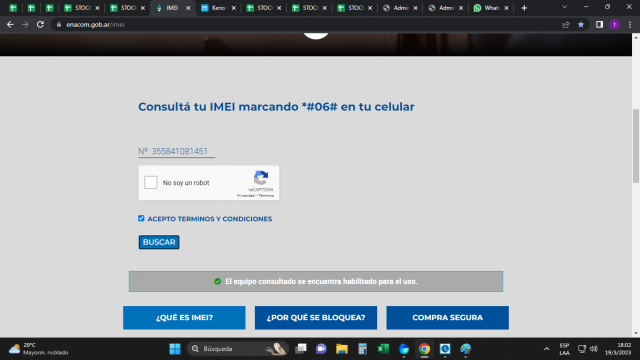 STOCK
STOCK
STOCK
IMEI
Kerio
STOCK
STOCK
STOCK
Admin
Admin
What
enacom.gob.ar/imei
Consultá tu IMEI marcando *#06# en tu celular
Nº 355841081451
No soy un robot
reCAPTCHA
Privacidad - Términos
ACEPTO TERMINOS Y CONDICIONES
BUSCAR
El equipo consultado se encuentra habilitado para el uso.
¿QUÉ ES IMEI?
¿POR QUÉ SE BLOQUEA?
COMPRA SEGURA
29°C
Mayorm. nublado
Búsqueda
ESP
LAA
18:02
19/3/2023